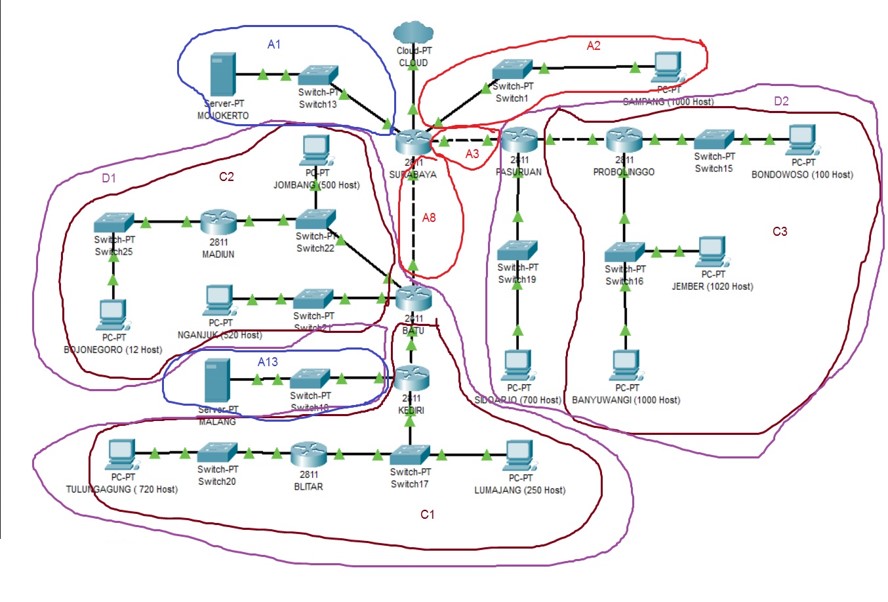 A1
Server-PT
MOJOKERTO
Switch-PT
Switch13
Cloud-PT
CLOUD
A2
Switch-PT
Switch1
PC-PT
SAMPANG (1000 Host)
2811
SURABAYA
A3
2811
PASURUAN
D2
2811
PROBOLINGGO
Switch-PT
Switch15
PC-PT
BONDOWOSO (100 Host)
D1
C2
PC-PT
JOMBANG (500 Host)
Switch-PT
Switch25
2811
MADIUN
Switch-PT
Switch22
A8
Switch-PT
Switch19
Switch-PT
Switch16
PC-PT
JEMBER (1020 Host)
C3
PC-PT
BOJONEGORO (12 Host)
PC-PT
NGANJUK (520 Host)
Switch-PT
Switch21
2811
BATU
A13
Server-PT
MALANG
Switch-PT
Switch18
2811
KEDIRI
PC-PT
SIDOARJO (700 Host)
PC-PT
BANYUWANGI (1000 Host)
PC-PT
TULUNGAGUNG ( 720 Host)
Switch-PT
Switch20
2811
BLITAR
Switch-PT
Switch17
PC-PT
LUMAJANG (250 Host)
C1